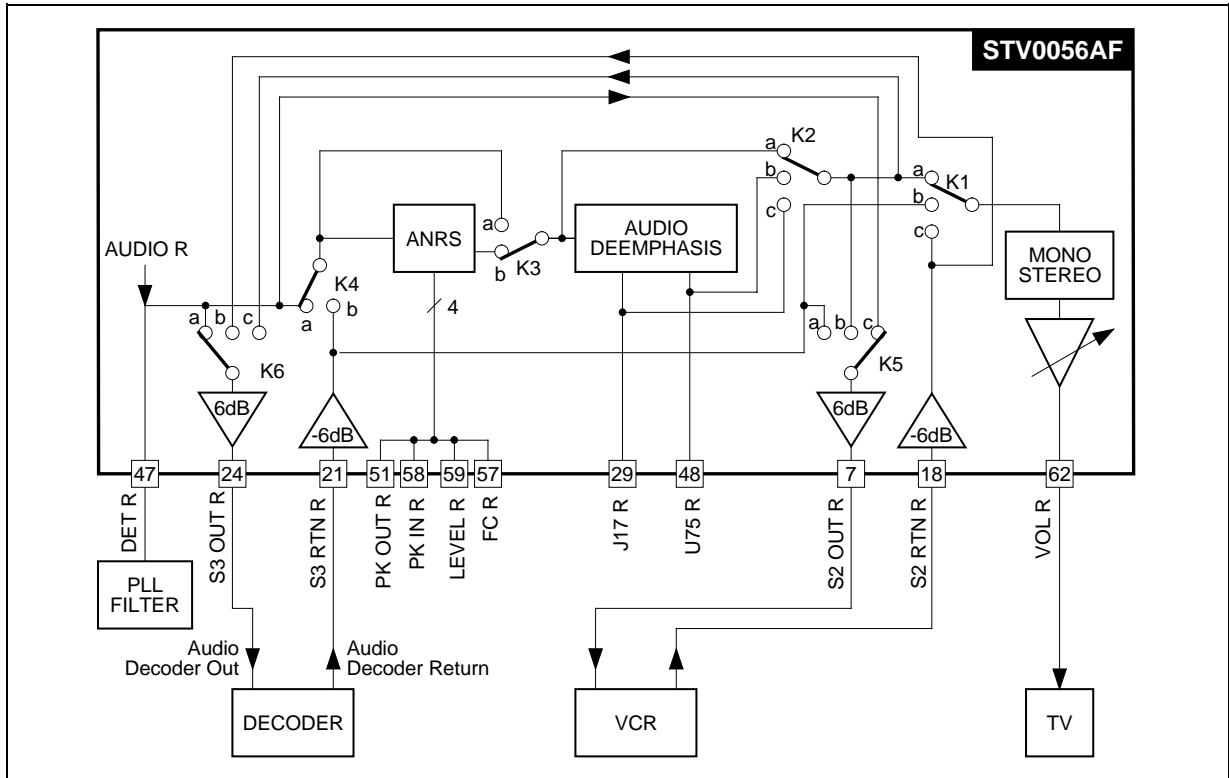 STV0056AF
K2
a
b
c
K1
a
b
c
a
ANRS
b
K3
AUDIO
DEEMPHASIS
MONO
STEREO
AUDIO R
K4
a
b
4
a
b
c
K6
a
b
c
K5
6dB
-6dB
6dB
-6dB
47
24
21
51
58
59
57
29
48
7
18
62
DET R
S3 OUT R
S3 RTN R
PK OUT R
PK IN R
LEVEL R
FC R
J17 R
U75 R
S2 OUT R
S2 RTN R
VOL R
PLL
FILTER
Audio
Decoder Out
Audio
Decoder Return
DECODER
VCR
TV